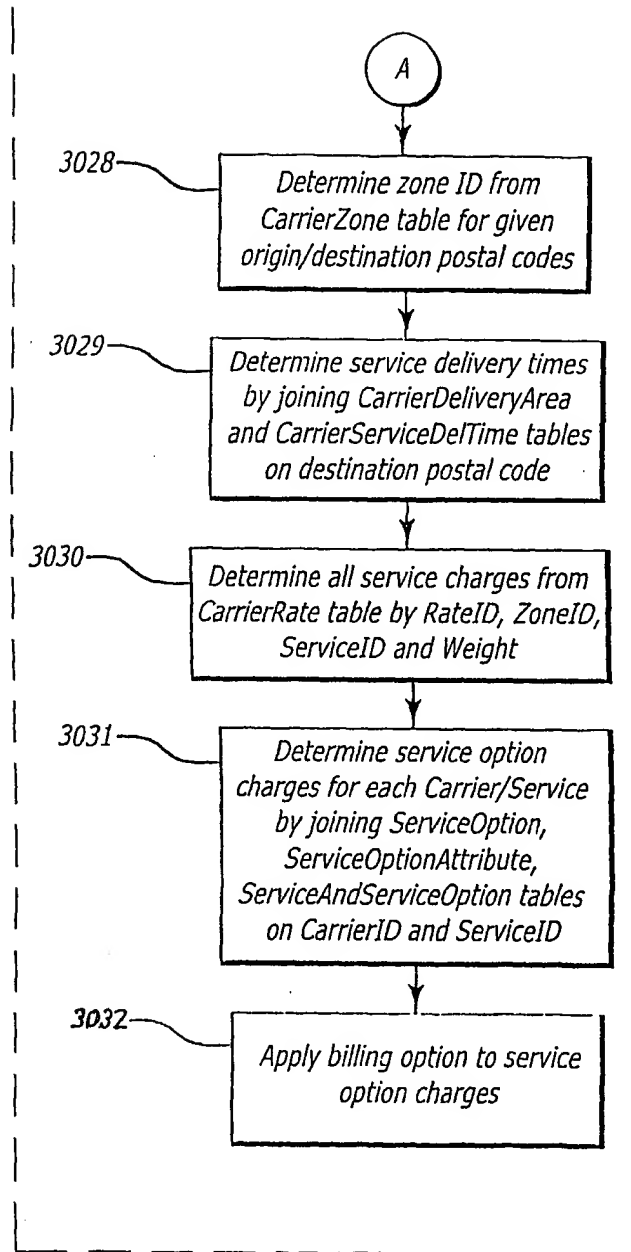 A
3028
Determine zone ID from
CarrierZone table for given
origin/destination postal codes
3029
Determine service delivery times
by joining CarrierDeliveryArea
and CarrierServiceDelTime tables
on destination postal code
3030
Determine all service charges from
CarrierRate table by RateID, ZoneID,
ServiceID and Weight
3031
Determine service option
charges for each Carrier/Service
by joining ServiceOption,
ServiceOptionAttribute,
ServiceAndServiceOption tables
on CarrierID and ServiceID
3032
Apply billing option to service
option charges